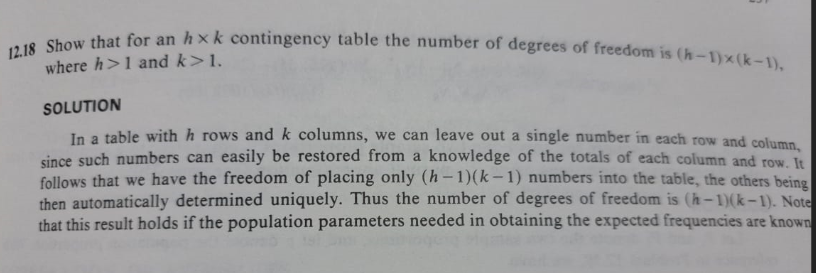 12.18 Show that for an h × k contingency table the number of degrees of freedom is (h−1)×(k−1),
where h>1 and k>1.
SOLUTION
In a table with h rows and k columns, we can leave out a single number in each row and column,
since such numbers can easily be restored from a knowledge of the totals of each column and row. It
follows that we have the freedom of placing only (h−1)(k−1) numbers into the table, the others being
then automatically determined uniquely. Thus the number of degrees of freedom is (h−1)(k−1). Note
that this result holds if the population parameters needed in obtaining the expected frequencies are known